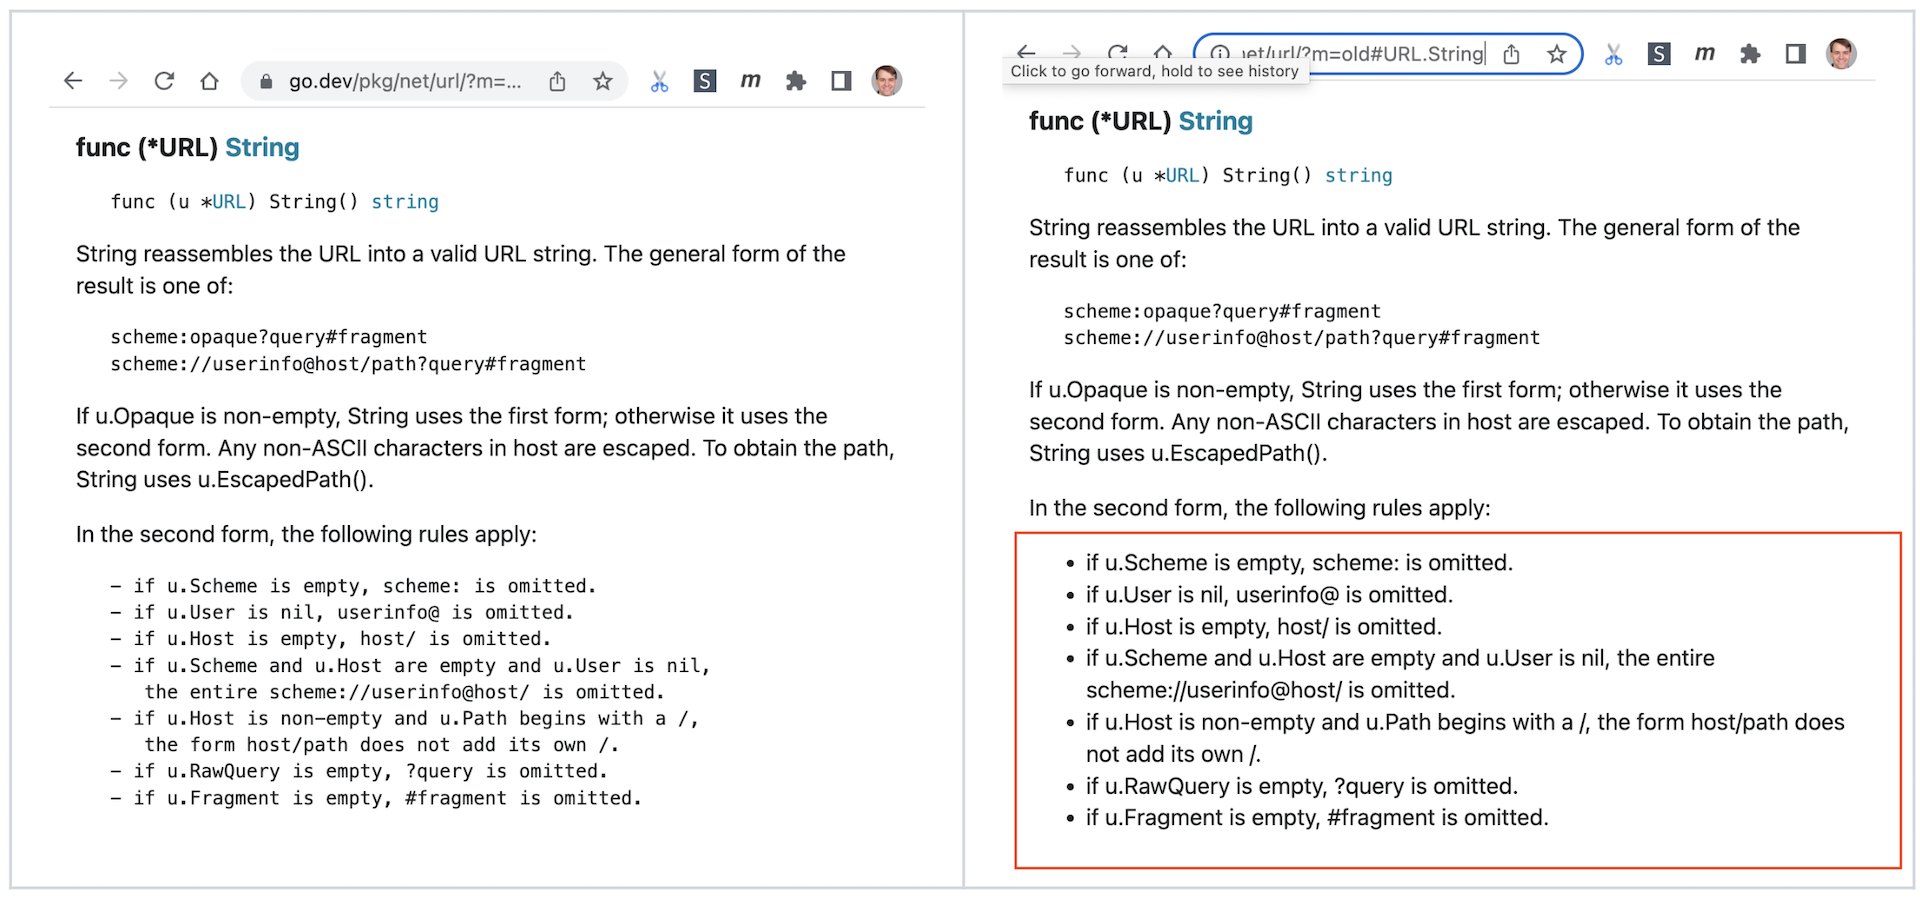 go.dev/pkg/net/url/?m=...
S
m
func (*URL) String
func (u *URL) String() string
String reassembles the URL into a valid URL string. The general form of the
result is one of:
scheme:opaque?query#fragment
scheme://userinfo@host/path?query#fragment
If u.Opaque is non-empty, String uses the first form; otherwise it uses the
second form. Any non-ASCII characters in host are escaped. To obtain the path,
String uses u.EscapedPath().
In the second form, the following rules apply:
– if u.Scheme is empty, scheme: is omitted.
– if u.User is nil, userinfo@ is omitted.
– if u.Host is empty, host/ is omitted.
– if u.Scheme and u.Host are empty and u.User is nil,
the entire scheme://userinfo@host/ is omitted.
– if u.Host is non-empty and u.Path begins with a /,
the form host/path does not add its own /.
– if u.RawQuery is empty, ?query is omitted.
– if u.Fragment is empty, #fragment is omitted.
et/url/?m=old#URL.String
S
m
Click to go forward, hold to see history
func (*URL) String
func (u *URL) String() string
String reassembles the URL into a valid URL string. The general form of the
result is one of:
scheme:opaque?query#fragment
scheme://userinfo@host/path?query#fragment
If u.Opaque is non-empty, String uses the first form; otherwise it uses the
second form. Any non-ASCII characters in host are escaped. To obtain the path,
String uses u.EscapedPath().
In the second form, the following rules apply:
• if u.Scheme is empty, scheme: is omitted.
• if u.User is nil, userinfo@ is omitted.
• if u.Host is empty, host/ is omitted.
• if u.Scheme and u.Host are empty and u.User is nil, the entire
scheme://userinfo@host/ is omitted.
• if u.Host is non-empty and u.Path begins with a /, the form host/path does
not add its own /.
• if u.RawQuery is empty, ?query is omitted.
• if u.Fragment is empty, #fragment is omitted.